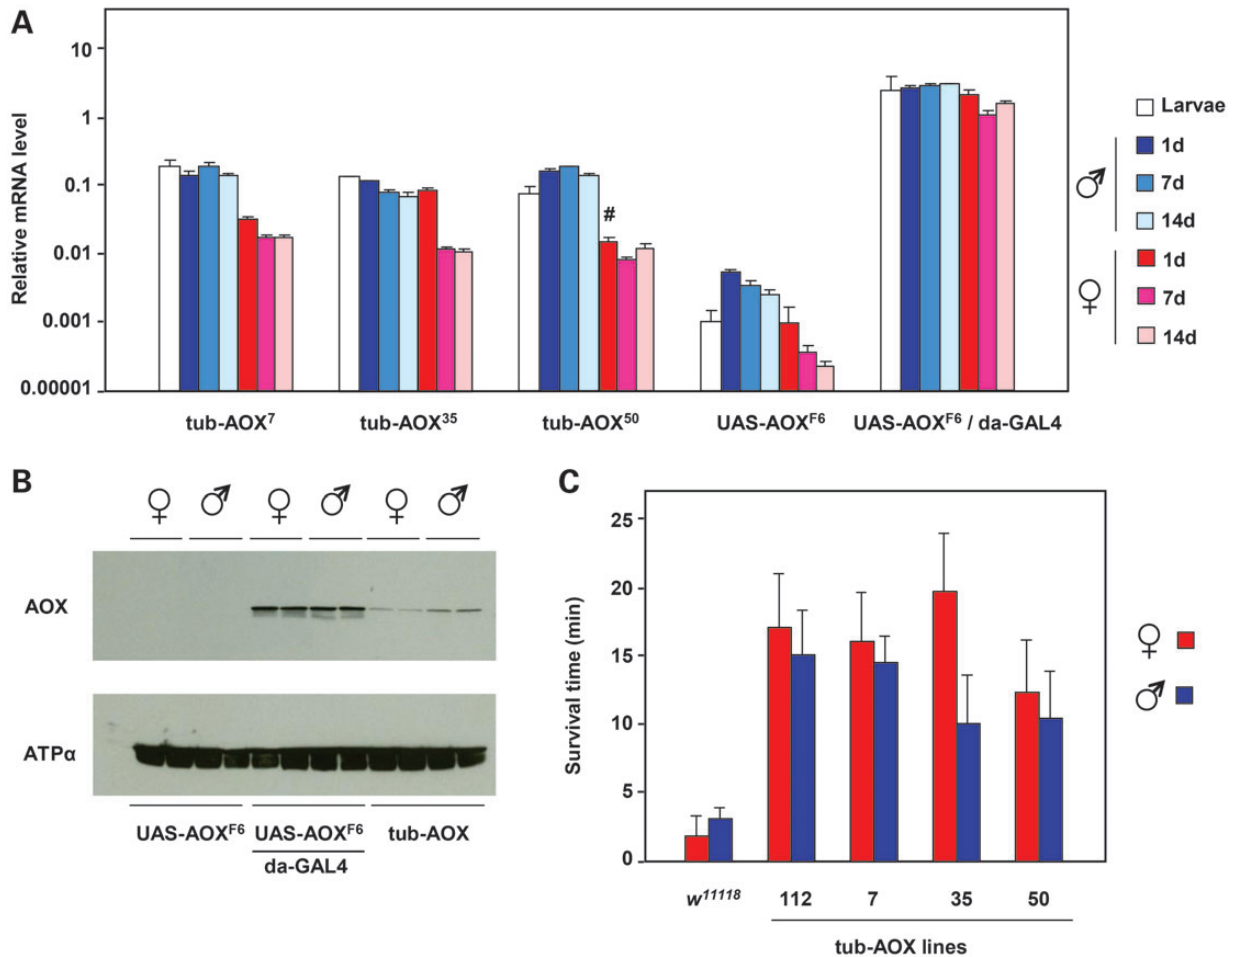 A
Relative mRNA level
10
1
0.1
0.01
0.001
0.00001
#
tub-AOX⁷
tub-AOX³⁵
tub-AOX⁵⁰
UAS-AOXᶠ⁶
UAS-AOXᶠ⁶ / da-GAL4
Larvae
♂
1d
7d
14d
♀
1d
7d
14d
B
♀ ♂ ♀ ♂ ♀ ♂
AOX
ATPα
UAS-AOXᶠ⁶
UAS-AOXᶠ⁶
tub-AOX
da-GAL4
C
Survival time (min)
25
20
15
10
5
0
w¹¹¹¹⁸
112
7
35
50
tub-AOX lines
♀
♂